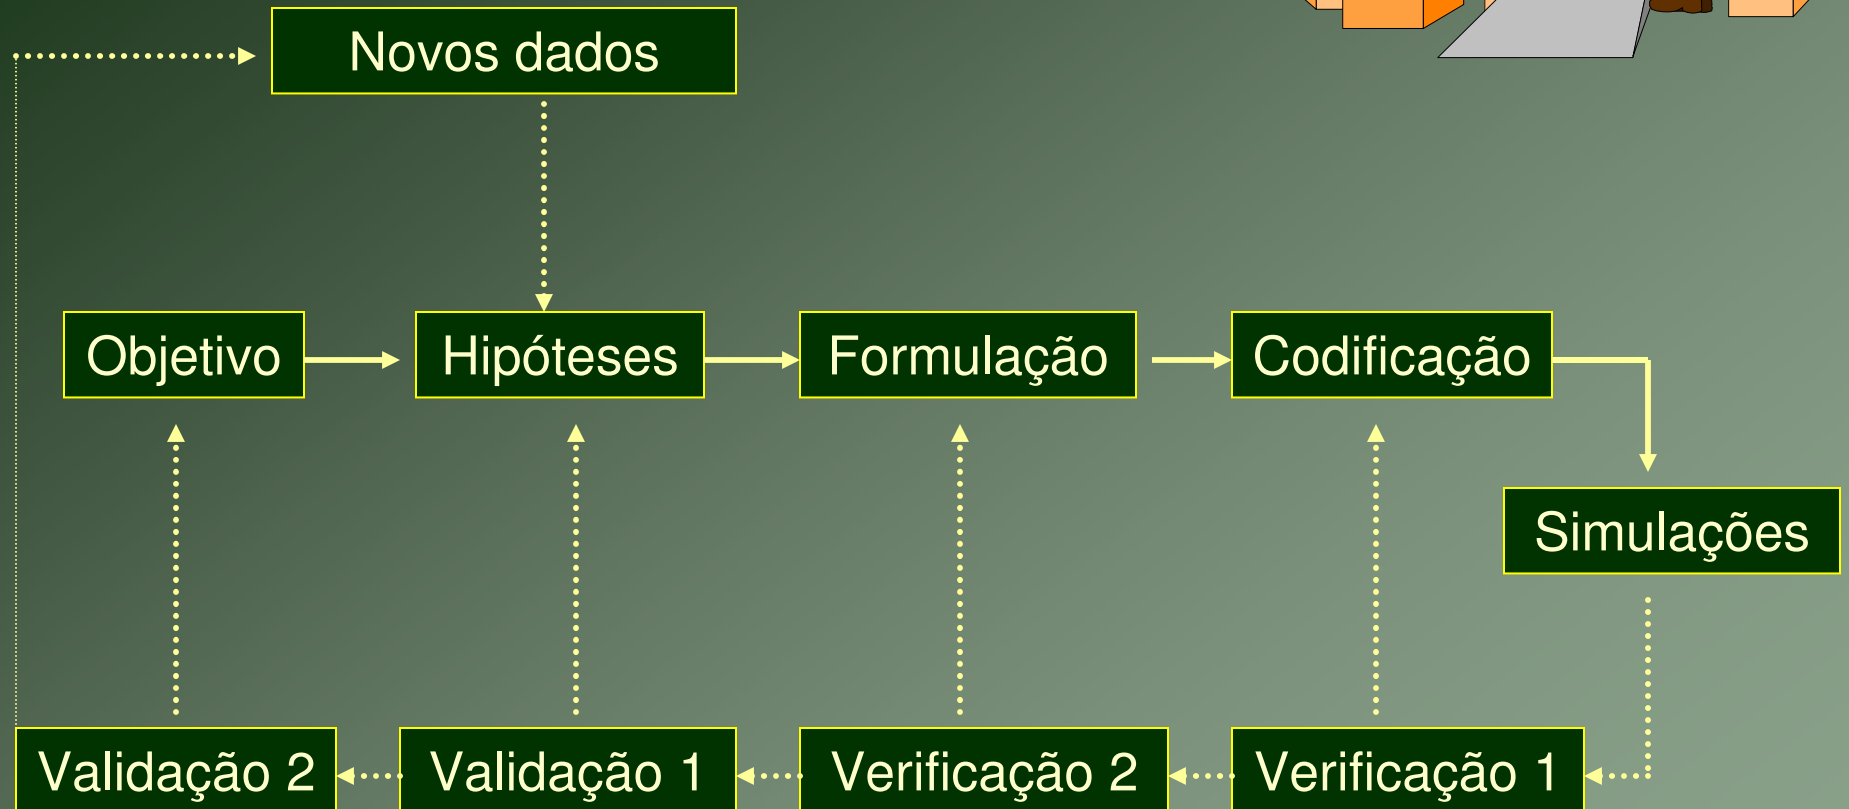 Novos dados
Objetivo
Hipóteses
Formulação
Codificação
Simulações
Validação 2
Validação 1
Verificação 2
Verificação 1